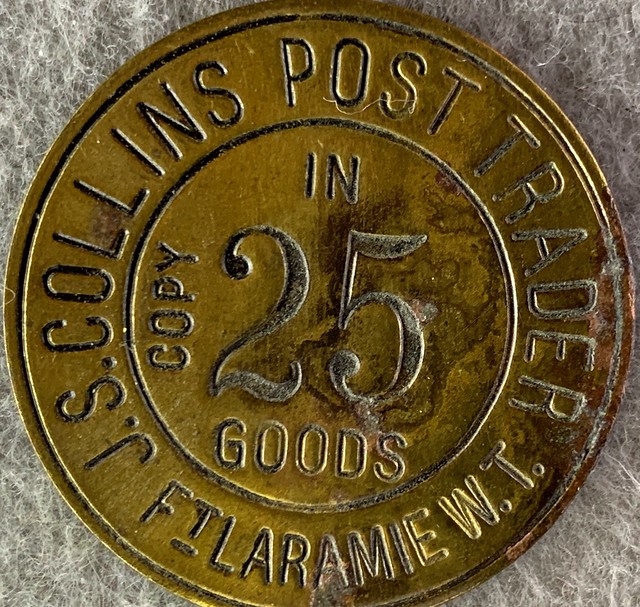 J.S.COLLINS POST TRADER
FT LARAMIE W.T.
IN
25
GOODS
COPY